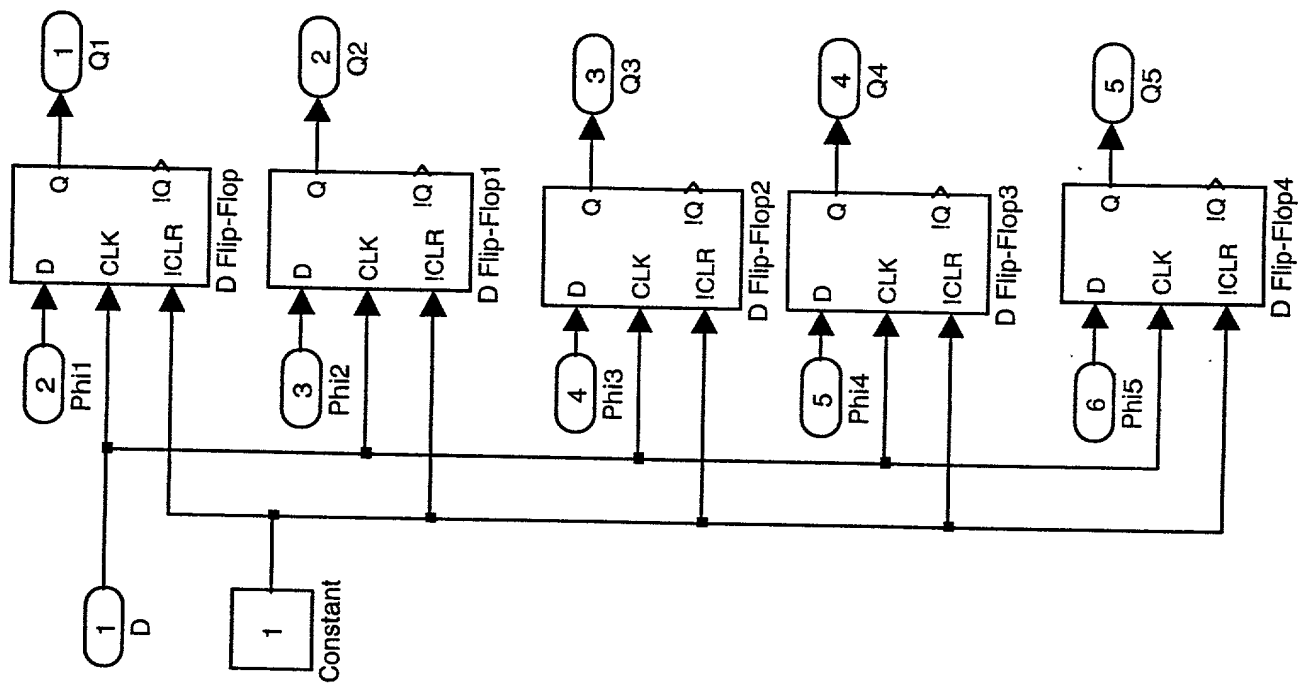 1
D
1
Constant
2
Phi1
D
CLK
!CLR
Q
!Q
D Flip-Flop
1
Q1
3
Phi2
D
CLK
!CLR
Q
!Q
D Flip-Flop1
2
Q2
4
Phi3
D
CLK
!CLR
Q
!Q
D Flip-Flop2
3
Q3
5
Phi4
D
CLK
!CLR
Q
!Q
D Flip-Flop3
4
Q4
6
Phi5
D
CLK
!CLR
Q
!Q
D Flip-Flop4
5
Q5